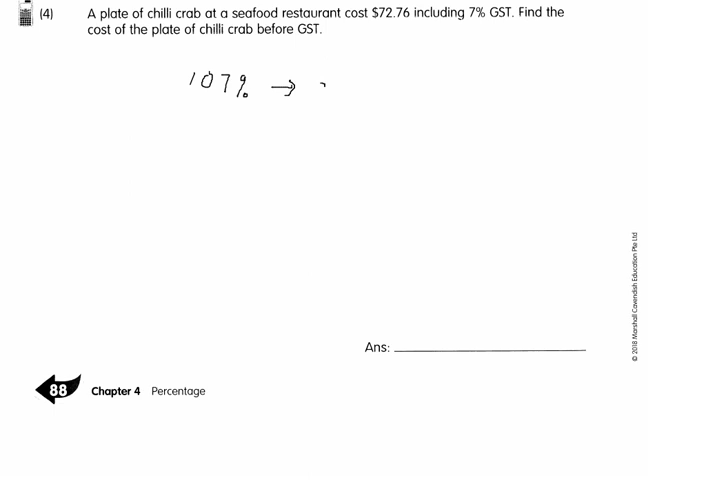 (4) A plate of chilli crab at a seafood restaurant cost $72.76 including 7% GST. Find the
cost of the plate of chilli crab before GST.
107% →
© 2018 Marshall Cavendish Education Pte Ltd
Ans:
88 Chapter 4 Percentage